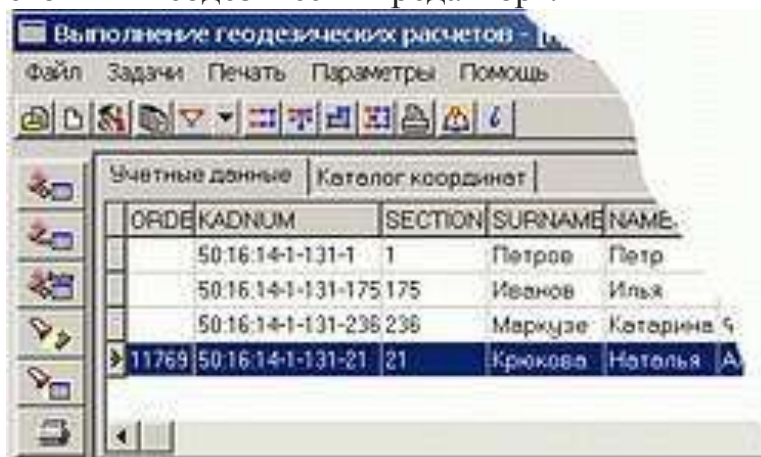 Выполнение геодезических расчетов - [
Файл Задачи Печать Параметры Помощь
Учетные данные Каталог координат
ORDE KADNUM SECTION SURNAME NAME.
50:16:14-1-131-1 1 Петров Петр
50:16:14-1-131-175 175 Иванов Илья
50:16:14-1-131-236 236 Маркузе Катарина
11769 50:16:14-1-131-21 21 Крюкова Наталья А